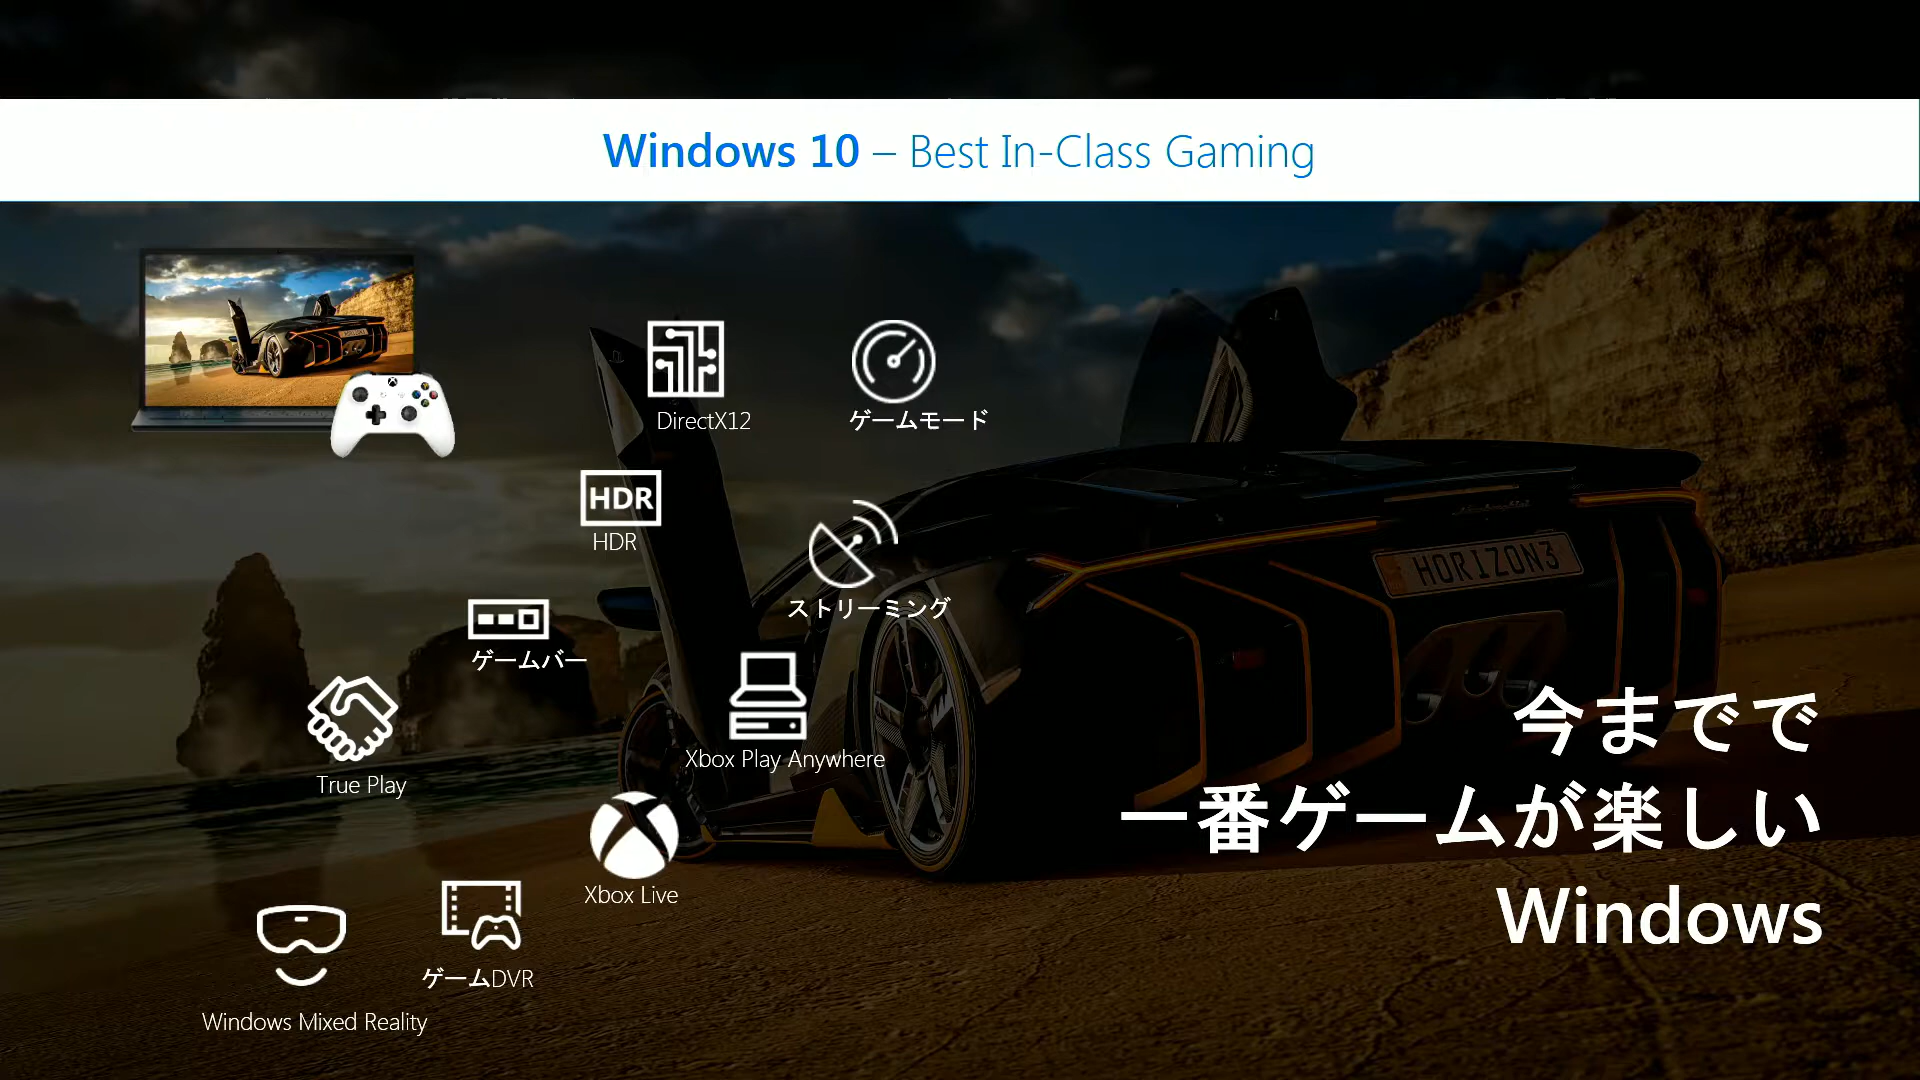 Windows 10 – Best In-Class Gaming
DirectX12
ゲームモード
HDR
HDR
ストリーミング
ゲームバー
Xbox Play Anywhere
True Play
Xbox Live
ゲームDVR
Windows Mixed Reality
HORIZON3
今までで
一番ゲームが楽しい
Windows